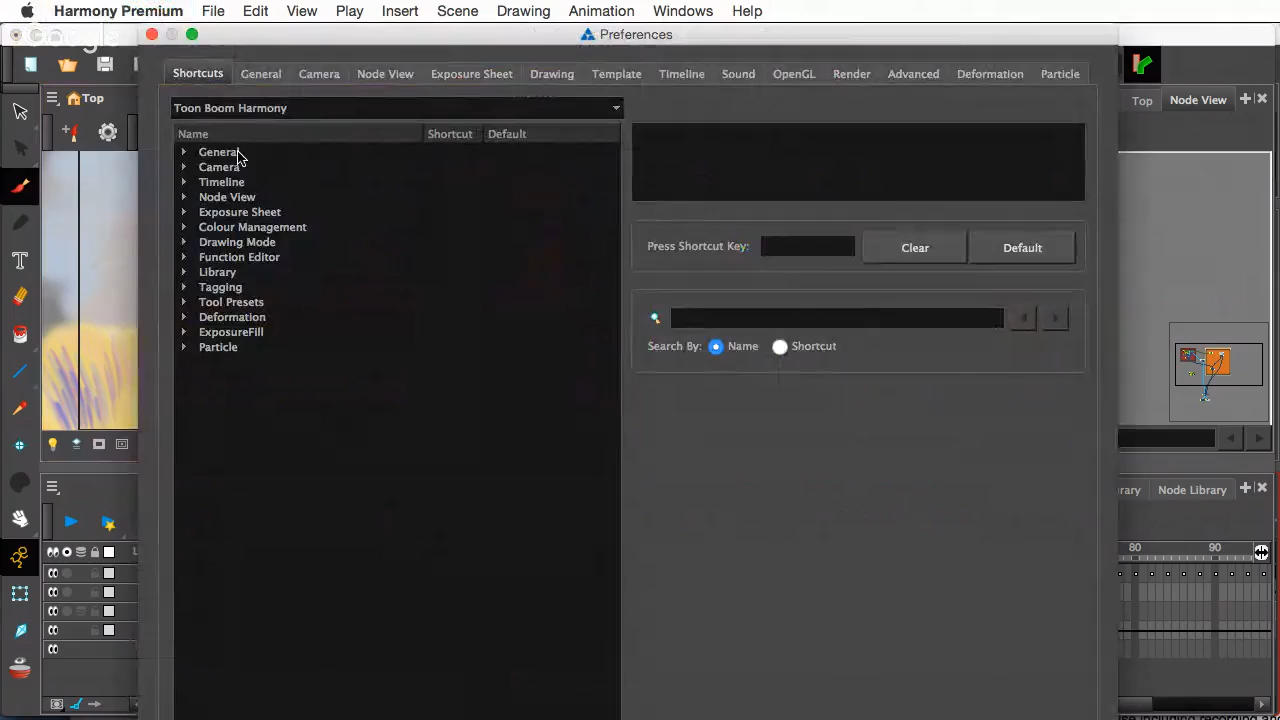 Harmony Premium File Edit View Play Insert Scene Drawing Animation Windows Help
Google
Preferences
Shortcuts General Camera Node View Exposure Sheet Drawing Template Timeline Sound OpenGL Render Advanced Deformation Particle
Top
Top Node View
Toon Boom Harmony
Name Shortcut Default
General
Camera
Timeline
Node View
Exposure Sheet
Colour Management
Drawing Mode
Function Editor
Library
Tagging
Tool Presets
Deformation
ExposureFill
Particle
Press Shortcut Key: Clear Default
Search By: Name Shortcut
rary Node Library
80 90